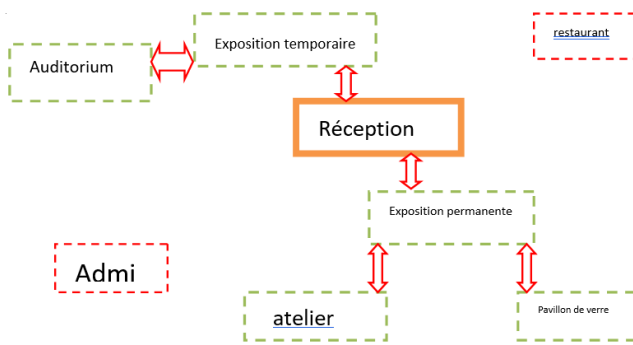 Exposition temporaire
restaurant
Auditorium
Réception
Exposition permanente
Admi
atelier
Pavillon de verre